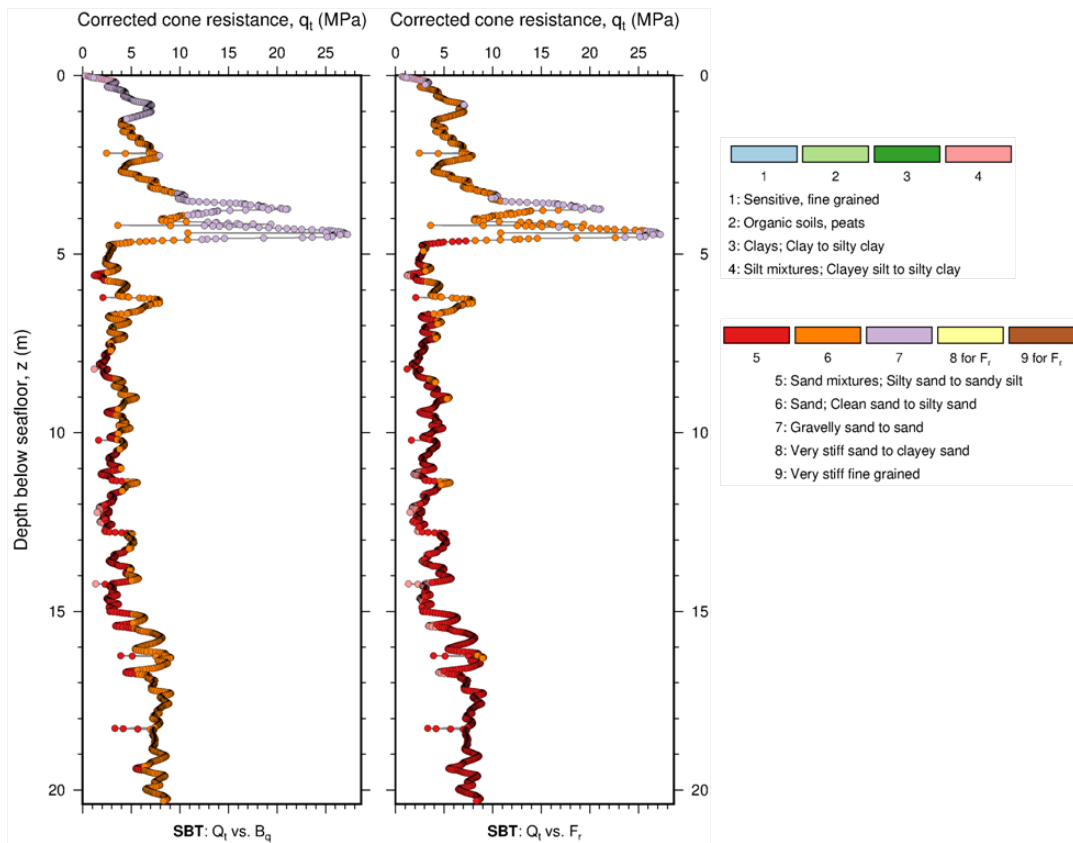 Corrected cone resistance, qt (MPa)
Corrected cone resistance, qt (MPa)
0 5 10 15 20 25
0 5 10 15 20 25
0
5
10
15
20
0
5
10
15
20
Depth below seafloor, z (m)
SBT: Qt vs. Bq
SBT: Qt vs. Fr
1 2 3 4
1: Sensitive, fine grained
2: Organic soils, peats
3: Clays; Clay to silty clay
4: Silt mixtures; Clayey silt to silty clay
5 6 7 8 for Fr 9 for Fr
5: Sand mixtures; Silty sand to sandy silt
6: Sand; Clean sand to silty sand
7: Gravelly sand to sand
8: Very stiff sand to clayey sand
9: Very stiff fine grained